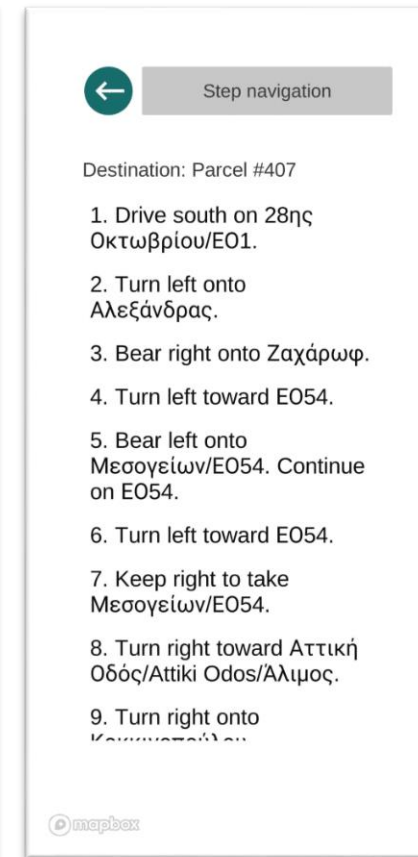 Step navigation
Destination: Parcel #407
1. Drive south on 28ης
Οκτωβρίου/ΕΟ1.
2. Turn left onto
Αλεξάνδρας.
3. Bear right onto Ζαχάρωφ.
4. Turn left toward ΕΟ54.
5. Bear left onto
Μεσογείων/ΕΟ54. Continue
on ΕΟ54.
6. Turn left toward ΕΟ54.
7. Keep right to take
Μεσογείων/ΕΟ54.
8. Turn right toward Αττική
Οδός/Attiki Odos/Άλιμος.
9. Turn right onto
mapbox